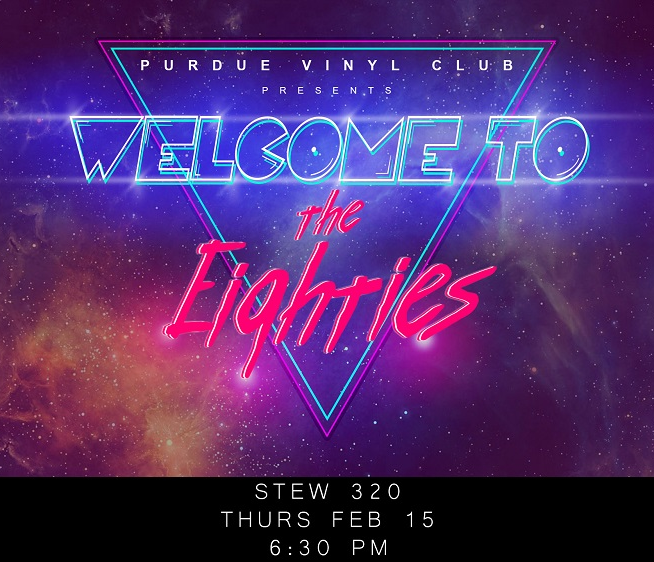 PURDUE VINYL CLUB
PRESENTS
WELCOME TO
the
Eighties
STEW 320
THURS FEB 15
6:30 PM